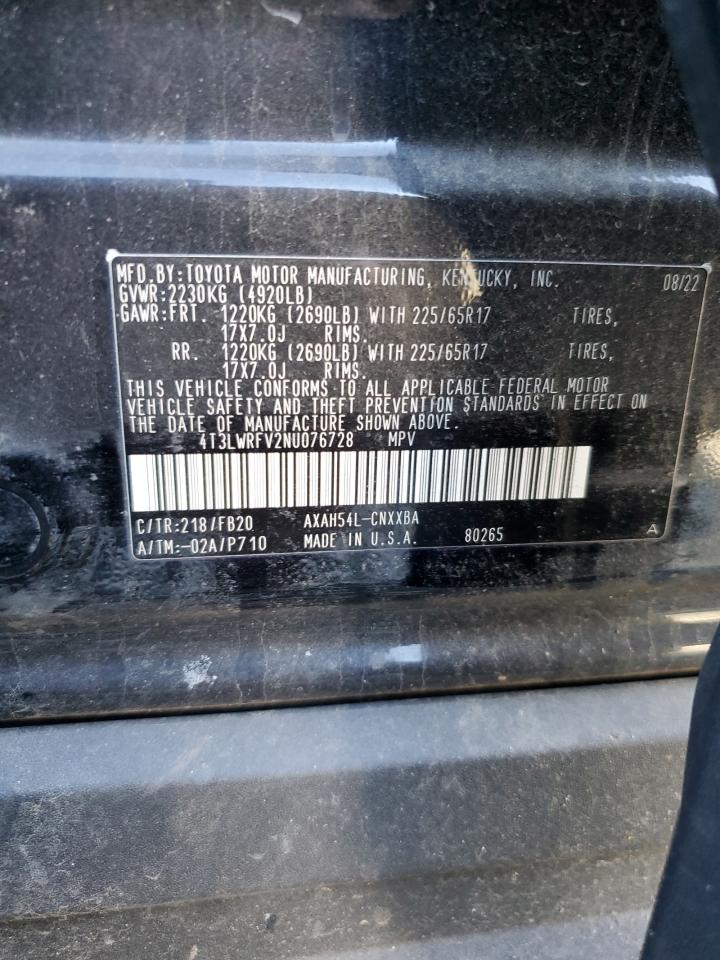 MFD. BY: TOYOTA MOTOR MANUFACTURING, KENTUCKY, INC. 08/22
GVWR: 2230KG (4920LB)
GAWR: FRT. 1220KG (2690LB) WITH 225/65R17 TIRES,
17X7.0J RIMS.
RR. 1220KG (2690LB) WITH 225/65R17 TIRES,
17X7.0J RIMS.
THIS VEHICLE CONFORMS TO ALL APPLICABLE FEDERAL MOTOR
VEHICLE SAFETY AND THEFT PREVENTION STANDARDS IN EFFECT ON
THE DATE OF MANUFACTURE SHOWN ABOVE.
4T3LWRFV2NU076728 MPV
C/TR: 218/FB20 AXAH54L-CNXXBA
A/TM: -02A/P710 MADE IN U.S.A. 80265 A